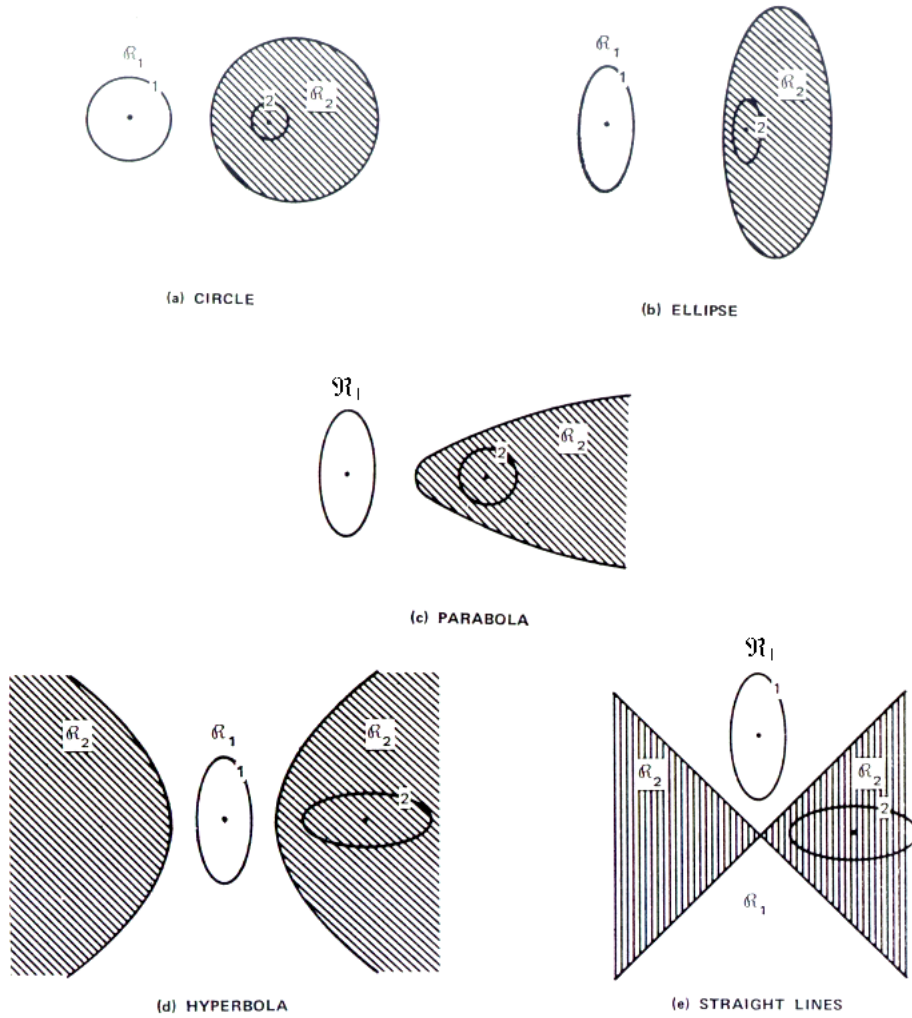 ℛ₁
1
2
ℛ₂
(a) CIRCLE
ℛ₁
1
ℛ₂
2
(b) ELLIPSE
ℜ₁
2
ℛ₂
(c) PARABOLA
ℛ₂
ℛ₁
1
ℛ₂
2
(d) HYPERBOLA
ℜ₁
1
ℛ₂
ℛ₂
2
ℛ₁
(e) STRAIGHT LINES